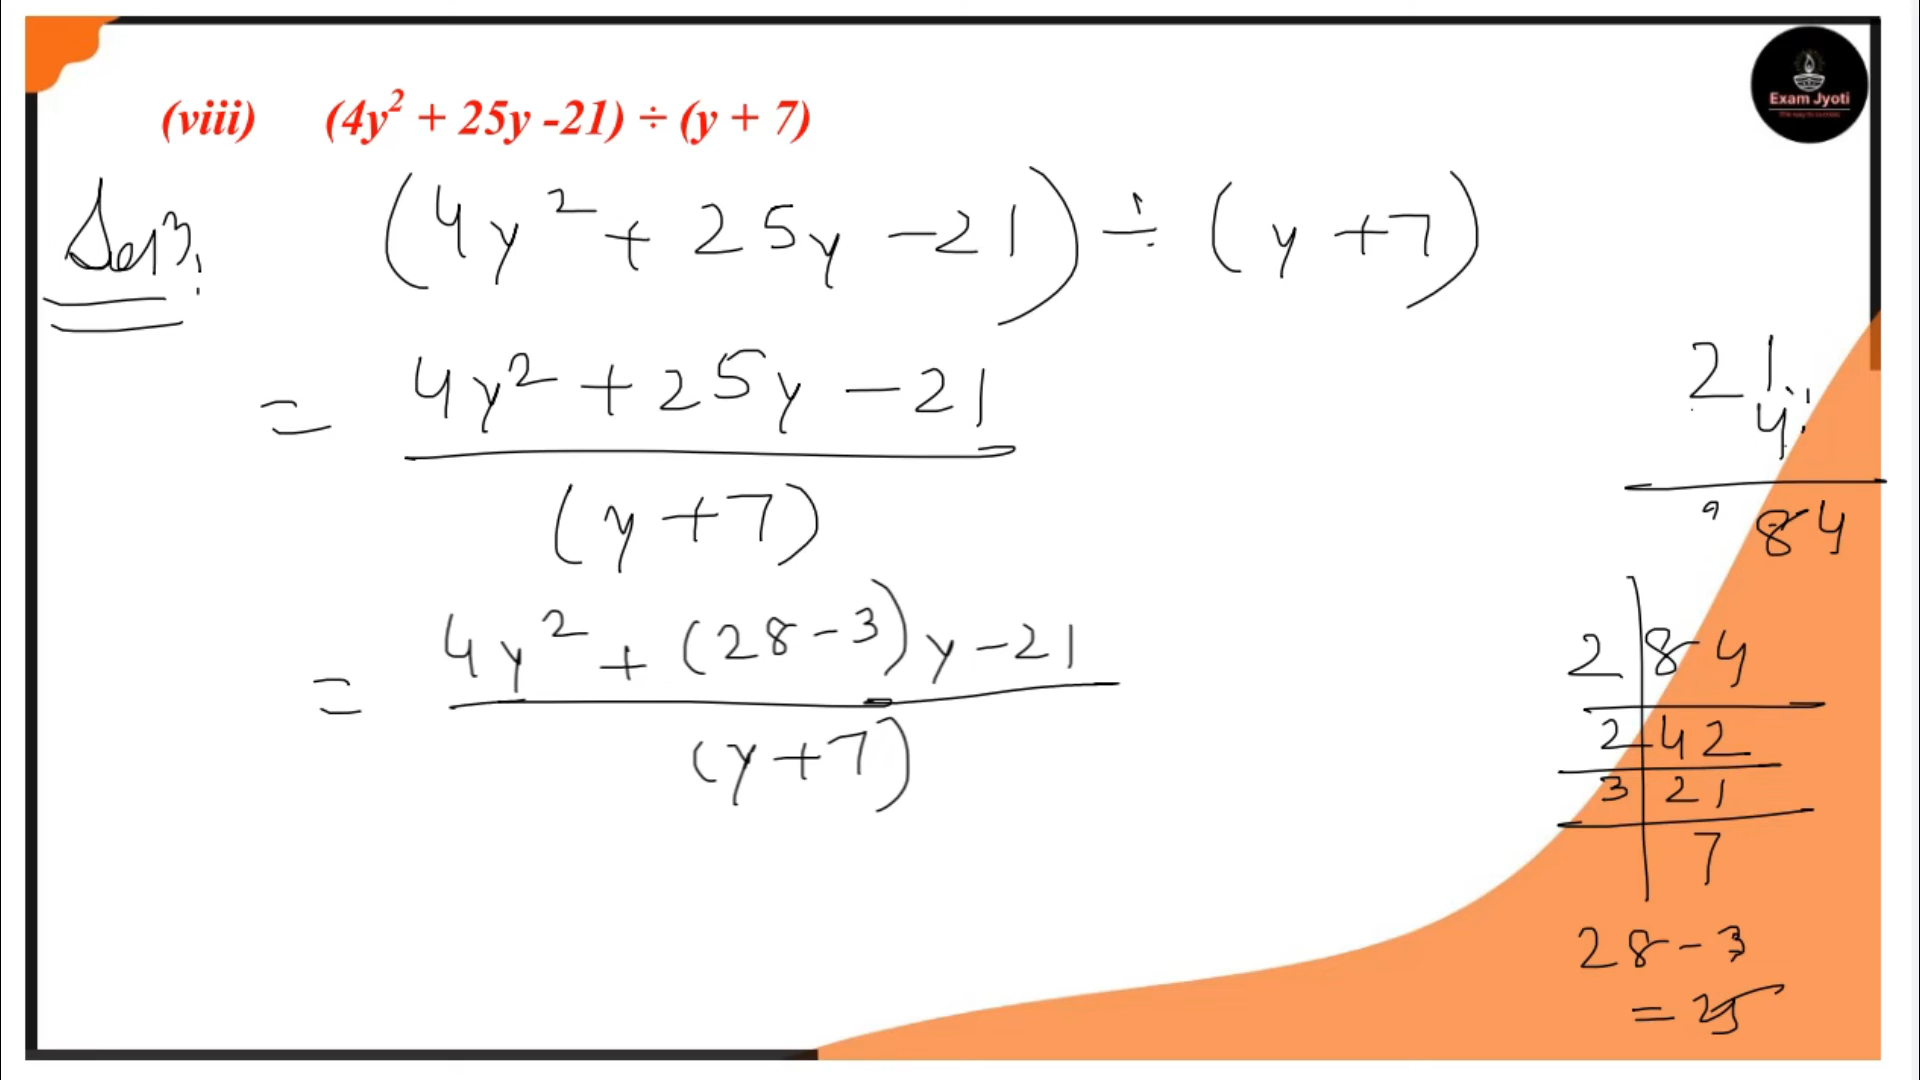 Exam Jyoti
(viii) (4y² + 25y -21) ÷ (y + 7)
(4y² + 25y - 21) ÷ (y + 7)
= 4y² + 25y - 21
(y + 7)
= 4y² + (28 - 3)y - 21
(y + 7)
21
4
84
2 84
2 42
3 21
7
28 - 3
= 25